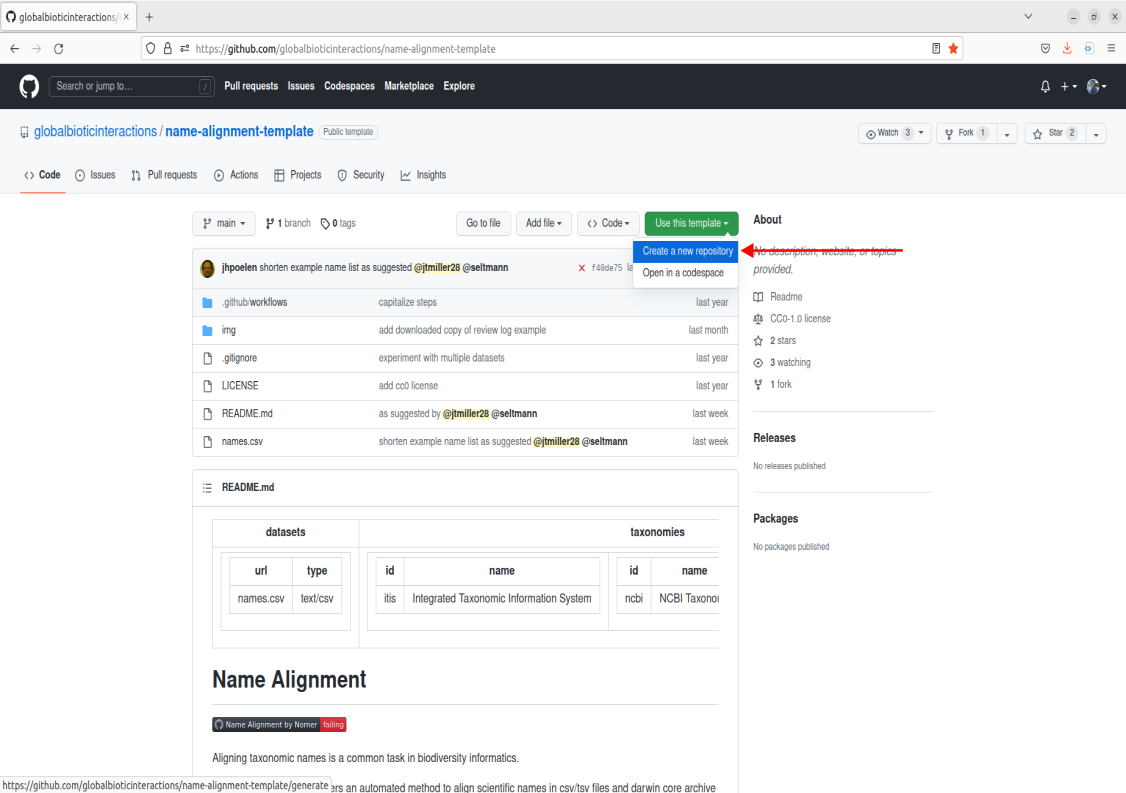 globalbioticinteractions/
https://github.com/globalbioticinteractions/name-alignment-template
Search or jump to... / Pull requests Issues Codespaces Marketplace Explore
globalbioticinteractions / name-alignment-template Public template
Watch 3 Fork 1 Star 2
<> Code Issues Pull requests Actions Projects Security Insights
main 1 branch 0 tags Go to file Add file <> Code Use this template
Create a new repository
Open in a codespace
jhpoelen shorten example name list as suggested @jtmiller28 @seltmann x f40de75 la
.github/workflows capitalize steps last year
img add downloaded copy of review log example last month
.gitignore experiment with multiple datasets last year
LICENSE add cc0 license last year
README.md as suggested by @jtmiller28 @seltmann last week
names.csv shorten example name list as suggested @jtmiller28 @seltmann last week
README.md
datasets taxonomies
url type id name id name
names.csv text/csv itis Integrated Taxonomic Information System ncbi NCBI Taxono
Name Alignment
Name Alignment by Nomer failing
Aligning taxonomic names is a common task in biodiversity informatics.
ers an automated method to align scientific names in csv/tsv files and darwin core archive
https://github.com/globalbioticinteractions/name-alignment-template/generate
About
No description, website, or topics
provided.
Readme
CC0-1.0 license
2 stars
3 watching
1 fork
Releases
No releases published
Packages
No packages published